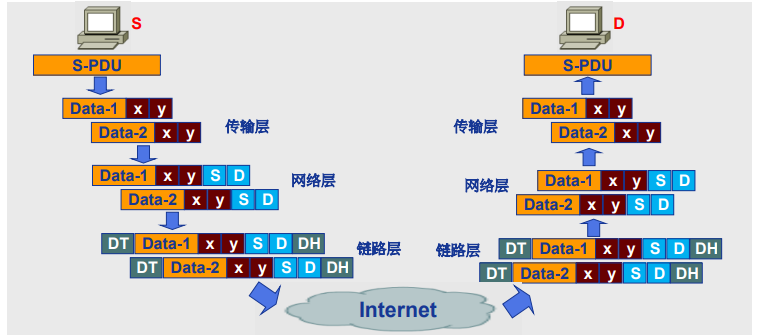 S
S-PDU
Data-1 x y
Data-2 x y
传输层
Data-1 x y S D
Data-2 x y S D
网络层
DT Data-1 x y S D DH
DT Data-2 x y S D DH
链路层
Internet
D
S-PDU
Data-1 x y
Data-2 x y
传输层
Data-1 x y S D
Data-2 x y S D
网络层
DT Data-1 x y S D DH
DT Data-2 x y S D DH
链路层